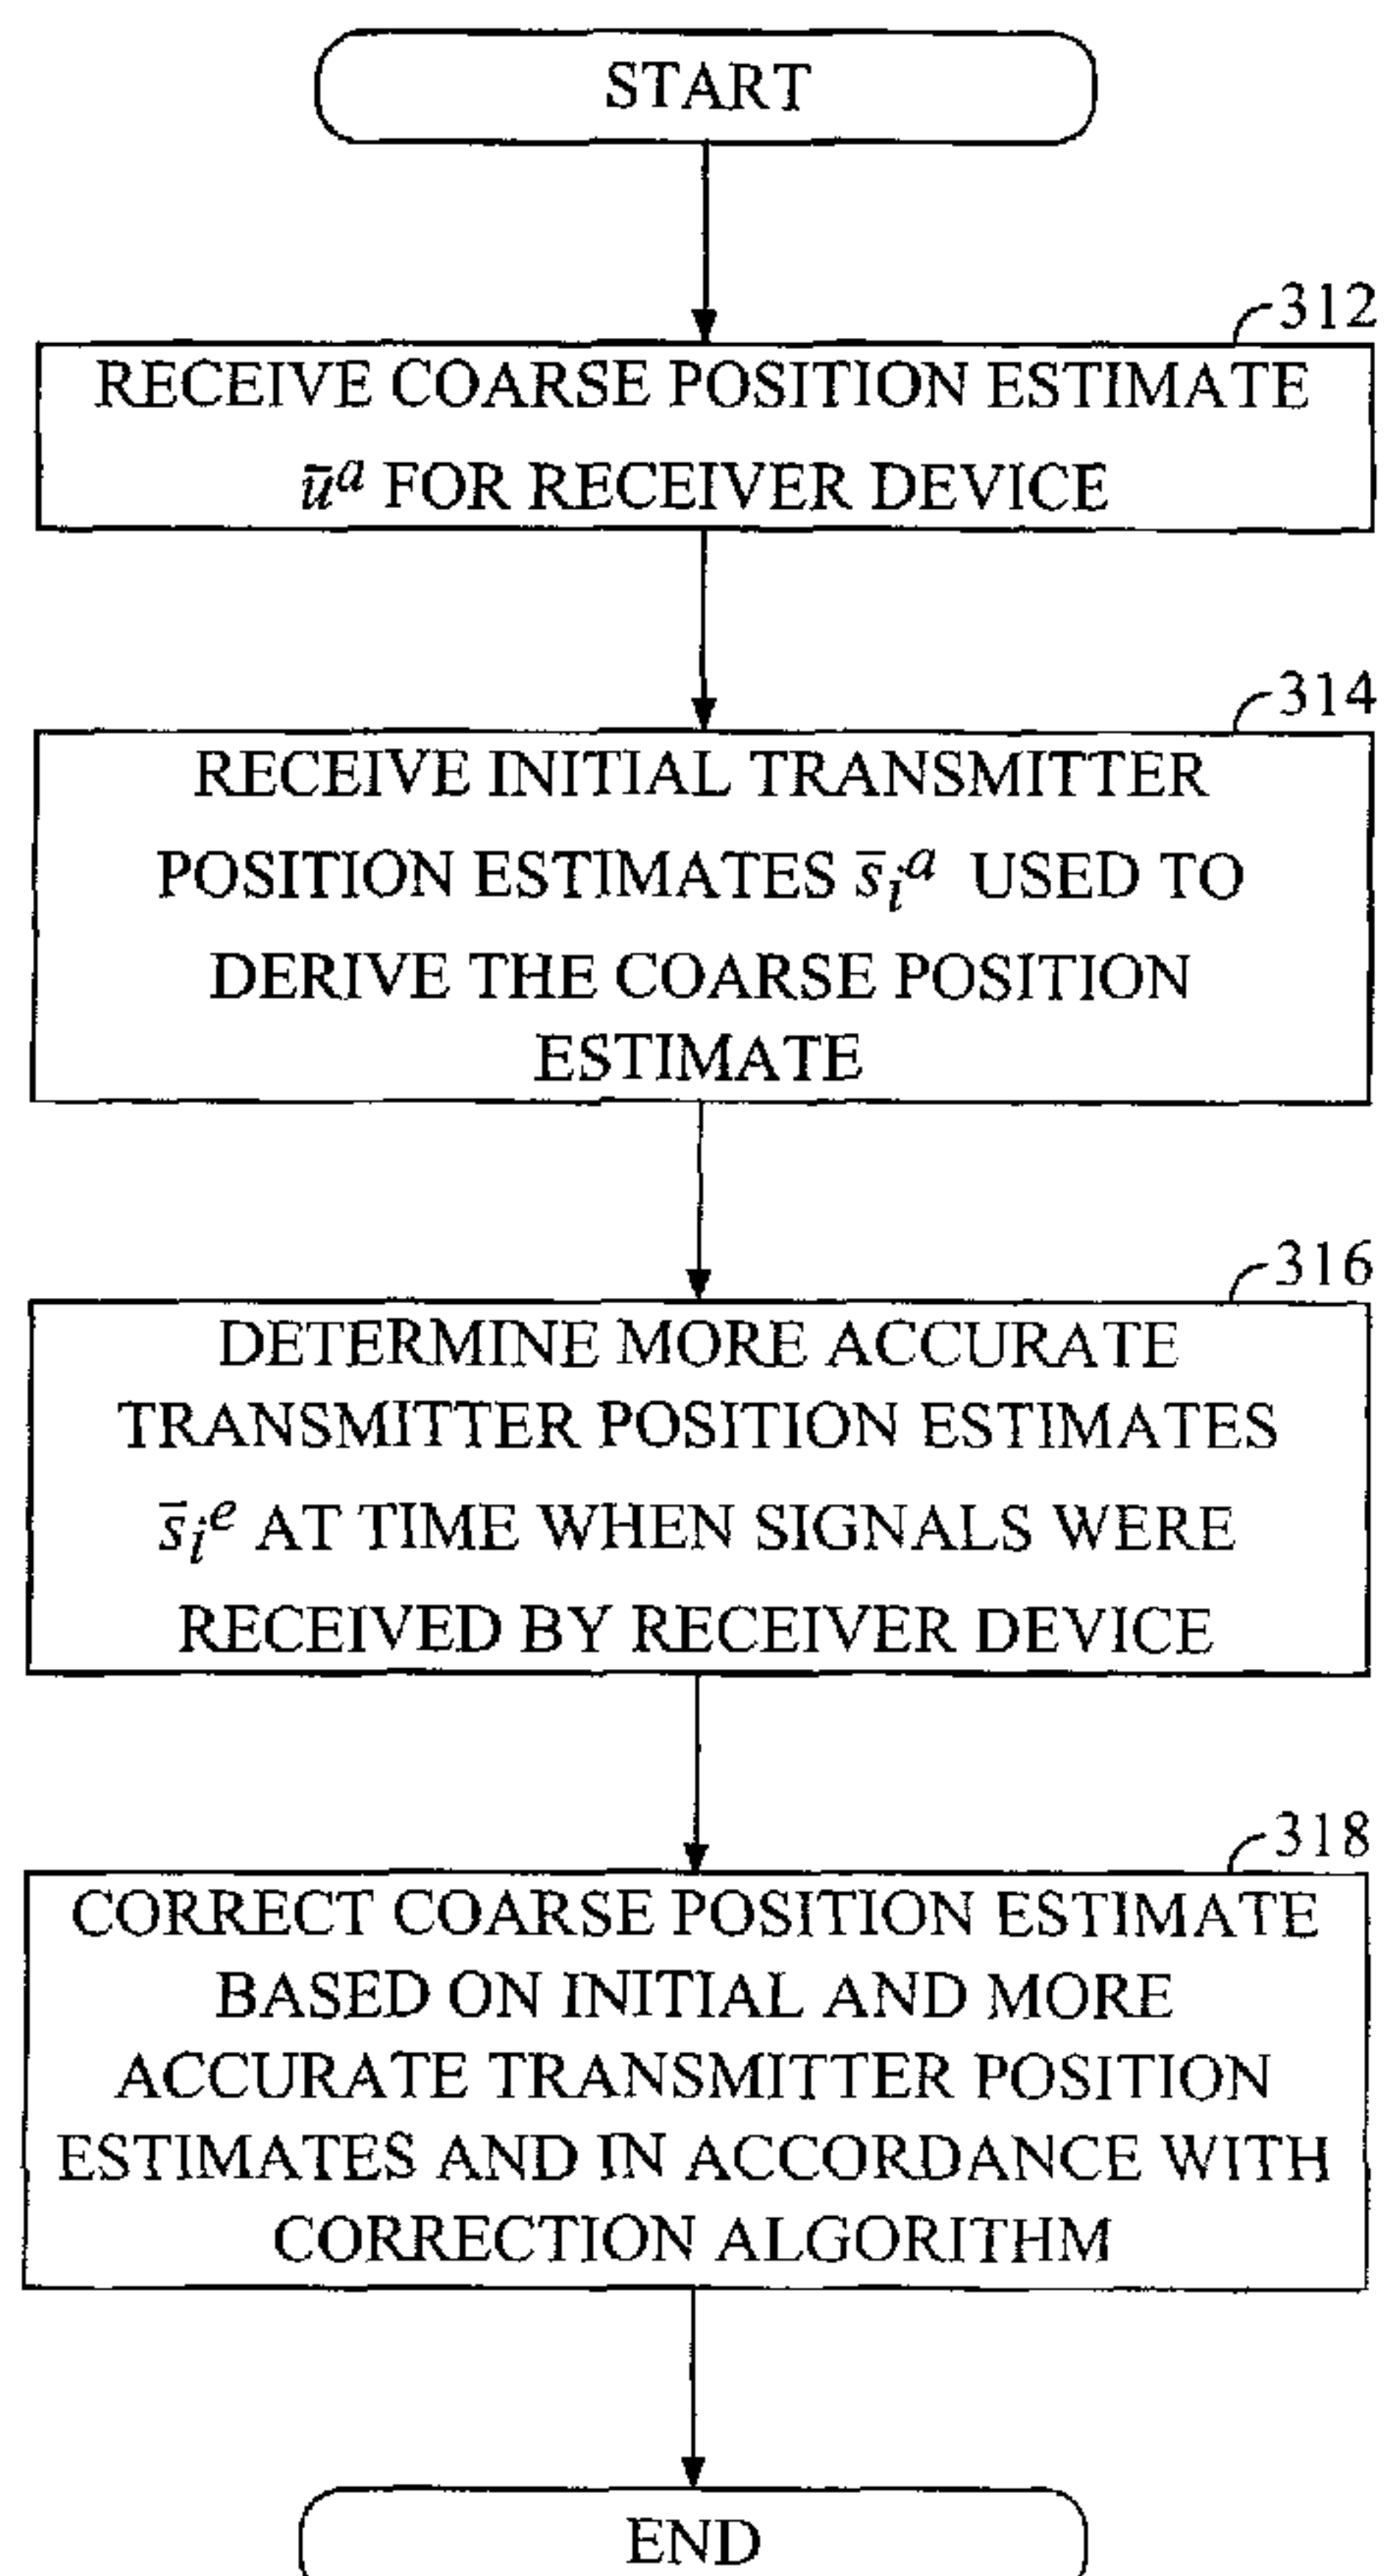 START
312
RECEIVE COARSE POSITION ESTIMATE
ūᵃ FOR RECEIVER DEVICE
314
RECEIVE INITIAL TRANSMITTER
POSITION ESTIMATES s̄ᵢᵃ USED TO
DERIVE THE COARSE POSITION
ESTIMATE
316
DETERMINE MORE ACCURATE
TRANSMITTER POSITION ESTIMATES
s̄ᵢᵉ AT TIME WHEN SIGNALS WERE
RECEIVED BY RECEIVER DEVICE
318
CORRECT COARSE POSITION ESTIMATE
BASED ON INITIAL AND MORE
ACCURATE TRANSMITTER POSITION
ESTIMATES AND IN ACCORDANCE WITH
CORRECTION ALGORITHM
END